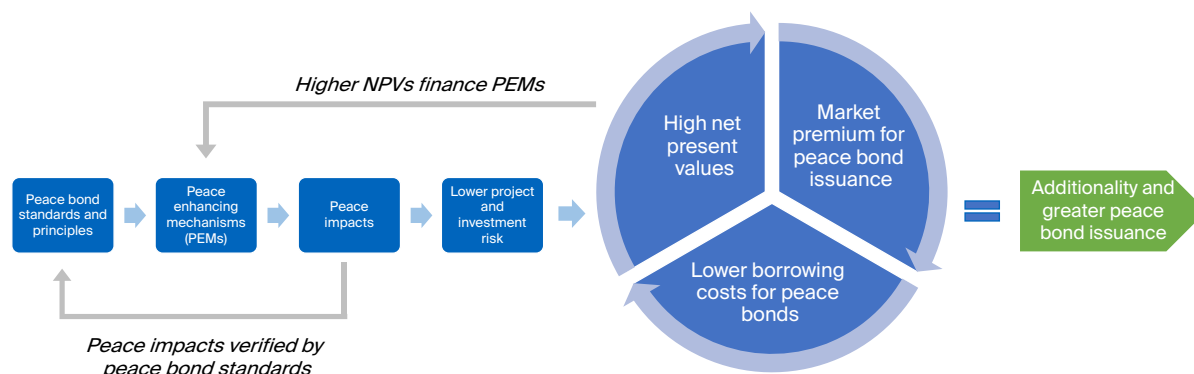 Higher NPVs finance PEMs
Peace bond
standards and
principles
Peace
enhancing
mechanisms
(PEMs)
Peace
impacts
Lower project
and
investment
risk
High net
present
values
Market
premium for
peace bond
issuance
Lower borrowing
costs for peace
bonds
Additionality and
greater peace
bond issuance
Peace impacts verified by
peace bond standards